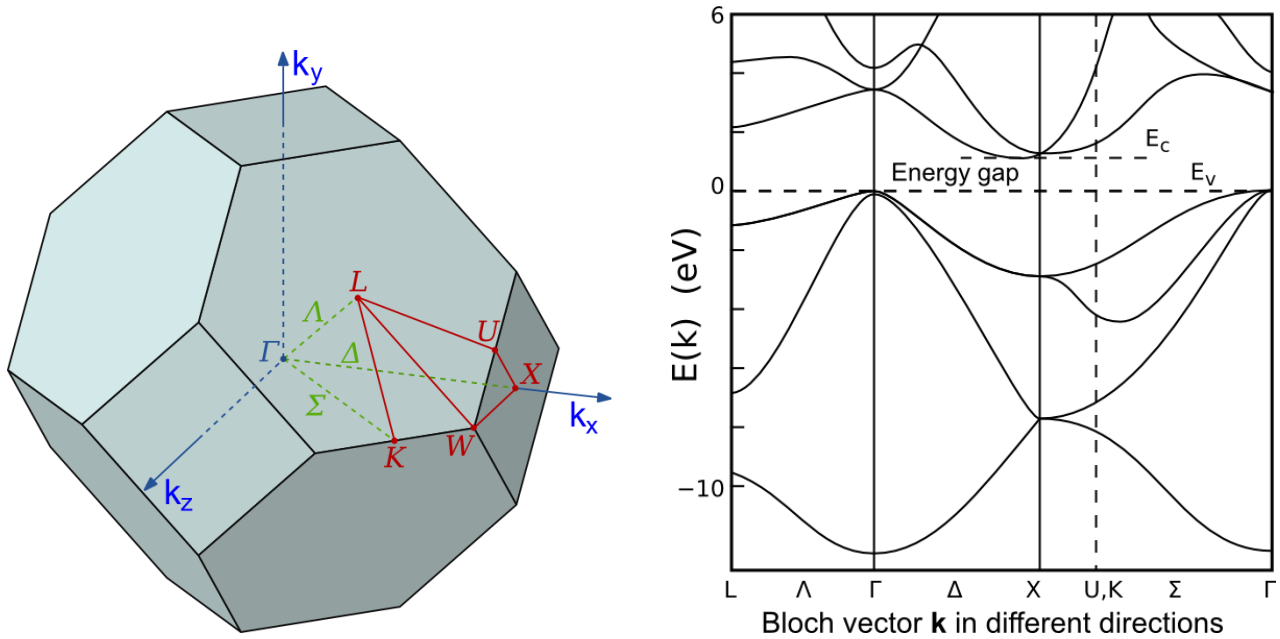 k_y
L
Λ
Γ
Δ
U
X
Σ
k_x
K
W
k_z
6
E_c
Energy gap
0
E_v
E(k) (eV)
−10
L Λ Γ Δ X U,K Σ Γ
Bloch vector k in different directions